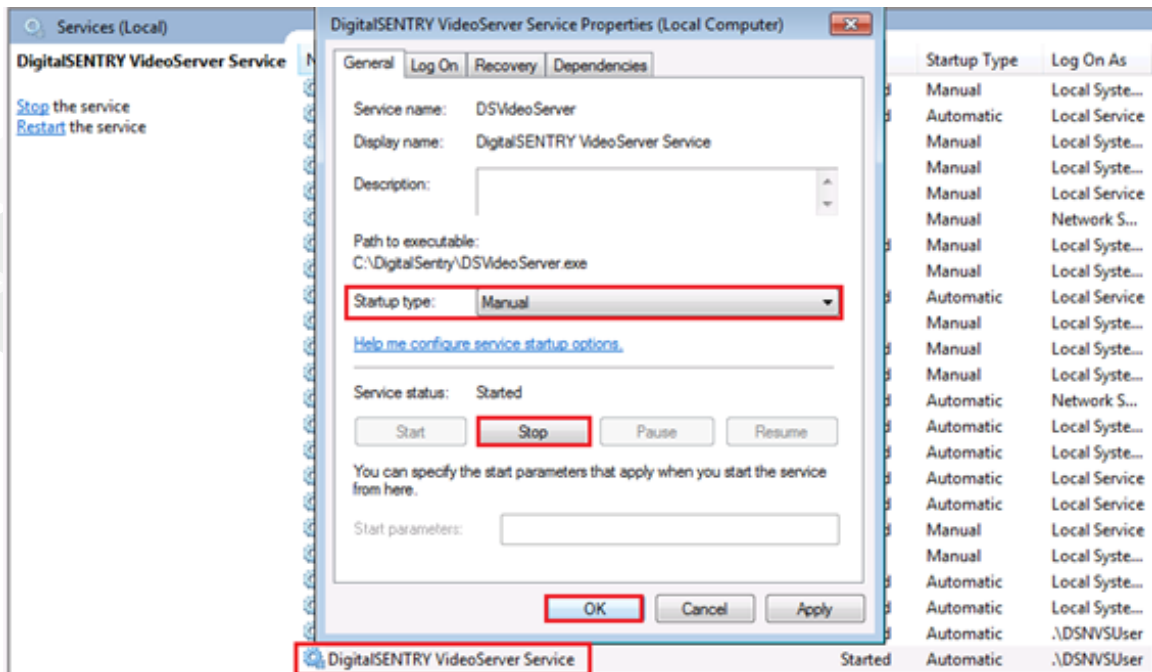 Services (Local)
DigitalSENTRY VideoServer Service
Stop the service
Restart the service
DigitalSENTRY VideoServer Service Properties (Local Computer)
General Log On Recovery Dependencies
Service name: DSVideoServer
Display name: DigitalSENTRY VideoServer Service
Description:
Path to executable:
C:\DigitalSentry\DSVideoServer.exe
Startup type: Manual
Help me configure service startup options.
Service status: Started
Start Stop Pause Resume
You can specify the start parameters that apply when you start the service
from here.
Start parameters:
OK Cancel Apply
Startup Type Log On As
Manual Local Syste...
Automatic Local Service
Manual Local Syste...
Manual Local Syste...
Manual Local Service
Manual Network S...
Manual Local Syste...
Manual Local Syste...
Automatic Local Service
Manual Local Syste...
Manual Local Syste...
Manual Local Syste...
Automatic Network S...
Automatic Local Syste...
Automatic Local Syste...
Automatic Local Service
Automatic Local Service
Manual Local Service
Manual Local Syste...
Automatic Local Syste...
Automatic Local Syste...
Automatic .\DSNVSUser
DigitalSENTRY VideoServer Service Started Automatic .\DSNVSUser